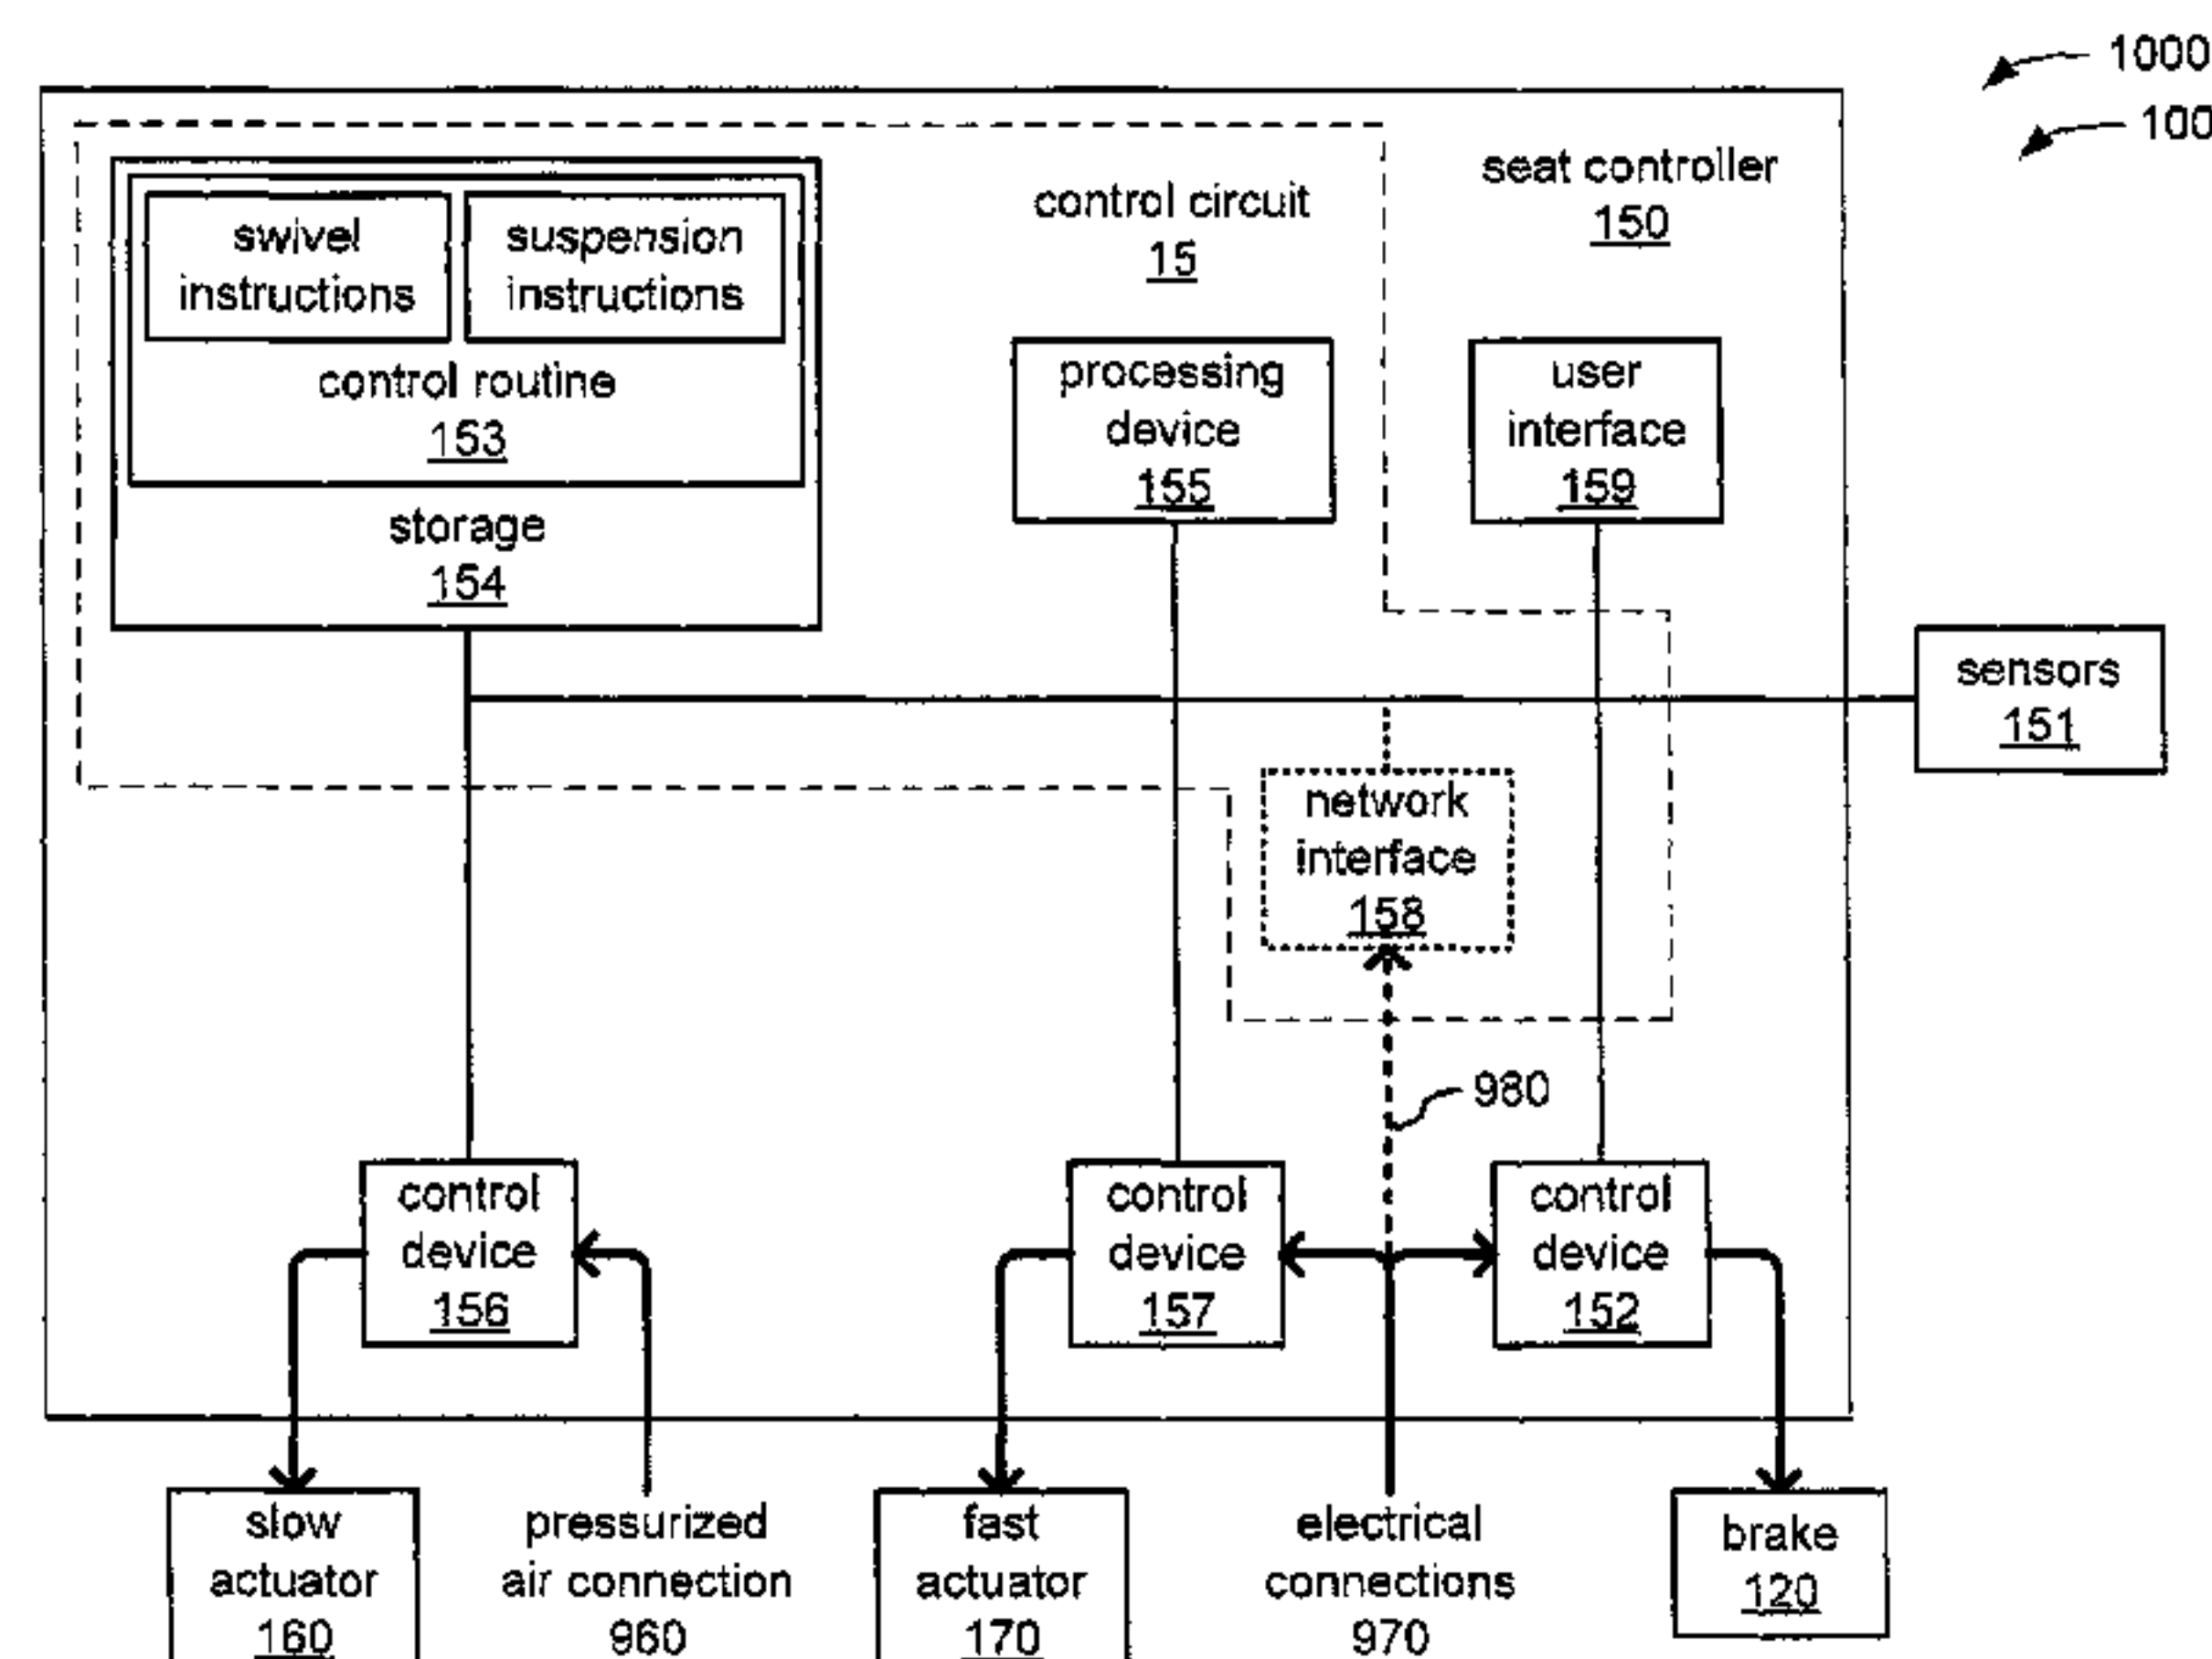 1000
100
seat controller
150
control circuit
15
swivel
instructions
suspension
instructions
control routine
153
storage
154
processing
device
155
user
interface
159
sensors
151
network
interface
158
980
control
device
156
control
device
157
control
device
152
slow
actuator
160
pressurized
air connection
960
fast
actuator
170
electrical
connections
970
brake
120